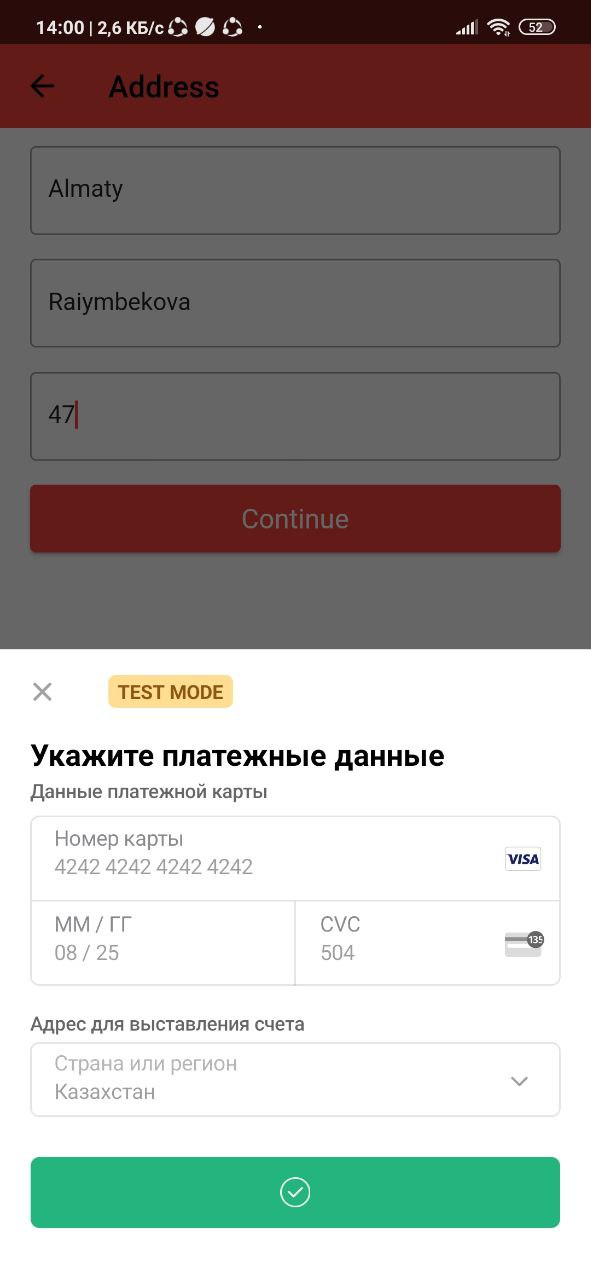 14:00 | 2,6 КБ/с
52
Address
Almaty
Raiymbekova
47
Continue
TEST MODE
Укажите платежные данные
Данные платежной карты
Номер карты
4242 4242 4242 4242
VISA
ММ / ГГ
08 / 25
CVC
504
135
Адрес для выставления счета
Страна или регион
Казахстан